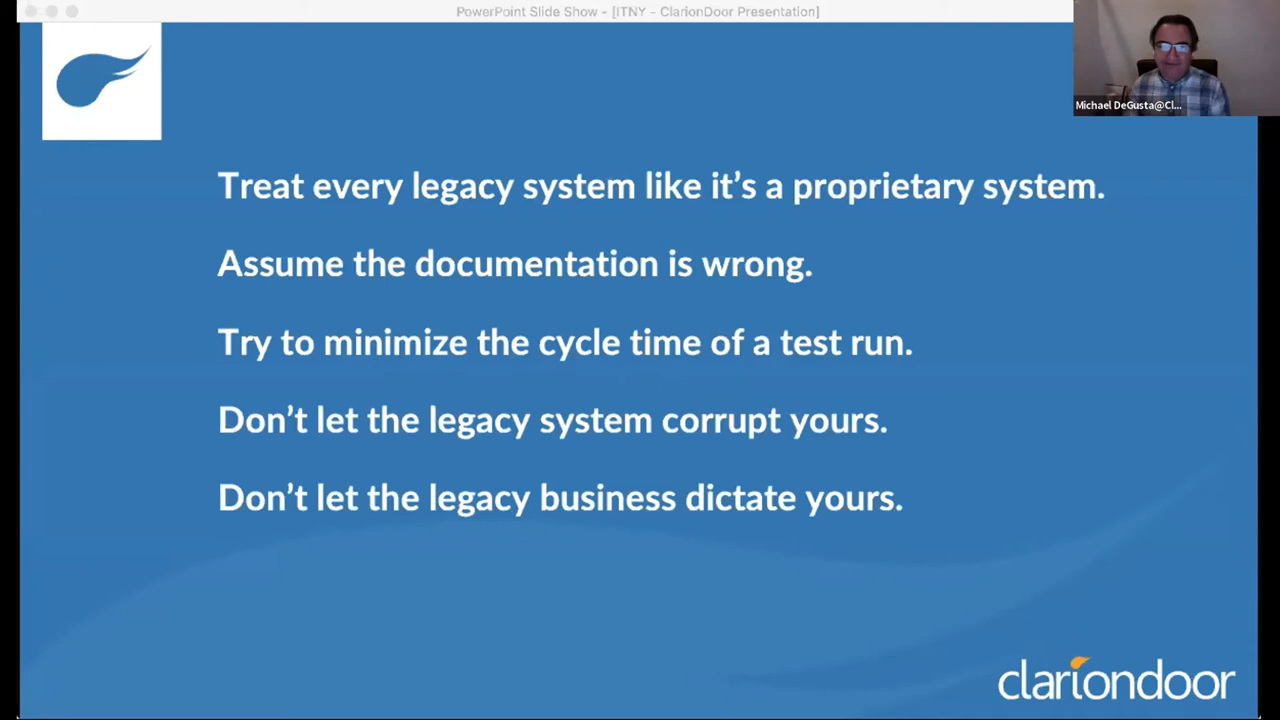 PowerPoint Slide Show - [ITNY - ClarionDoor Presentation]
Michael DeGusta@Cl...
Treat every legacy system like it’s a proprietary system.
Assume the documentation is wrong.
Try to minimize the cycle time of a test run.
Don’t let the legacy system corrupt yours.
Don’t let the legacy business dictate yours.
clariondoor